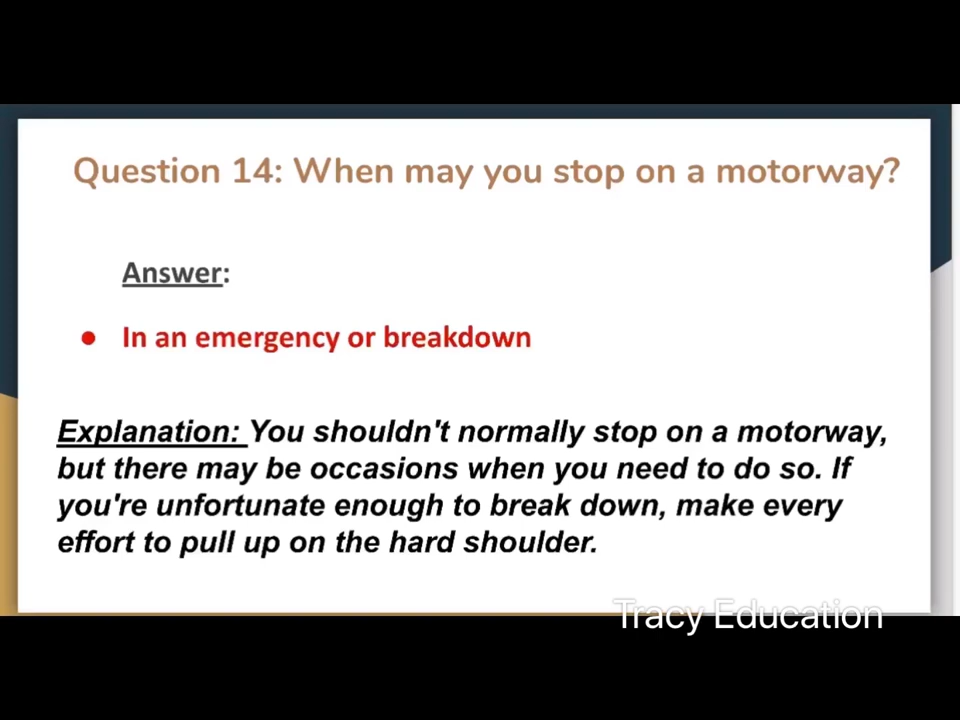 Question 14: When may you stop on a motorway?
Answer:
● In an emergency or breakdown
Explanation: You shouldn't normally stop on a motorway,
but there may be occasions when you need to do so. If
you're unfortunate enough to break down, make every
effort to pull up on the hard shoulder.
Tracy Education